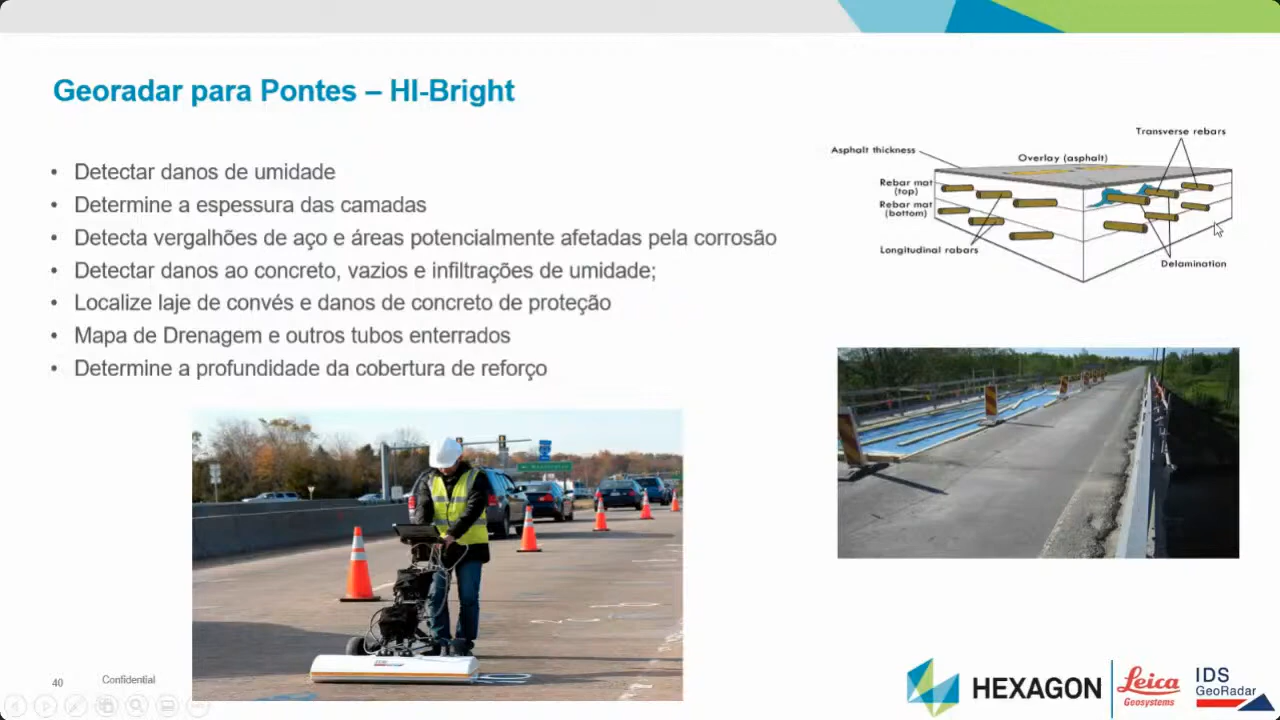 Georadar para Pontes – HI-Bright
• Detectar danos de umidade
• Determine a espessura das camadas
• Detecta vergalhões de aço e áreas potencialmente afetadas pela corrosão
• Detectar danos ao concreto, vazios e infiltrações de umidade;
• Localize laje de convés e danos de concreto de proteção
• Mapa de Drenagem e outros tubos enterrados
• Determine a profundidade da cobertura de reforço
Transverse rebars
Asphalt thickness
Overlay (asphalt)
Rebar mat
(top)
Rebar mat
(bottom)
Longitudinal rabars
Delamination
40
Confidential
HEXAGON
Leica
Geosystems
IDS
GeoRadar